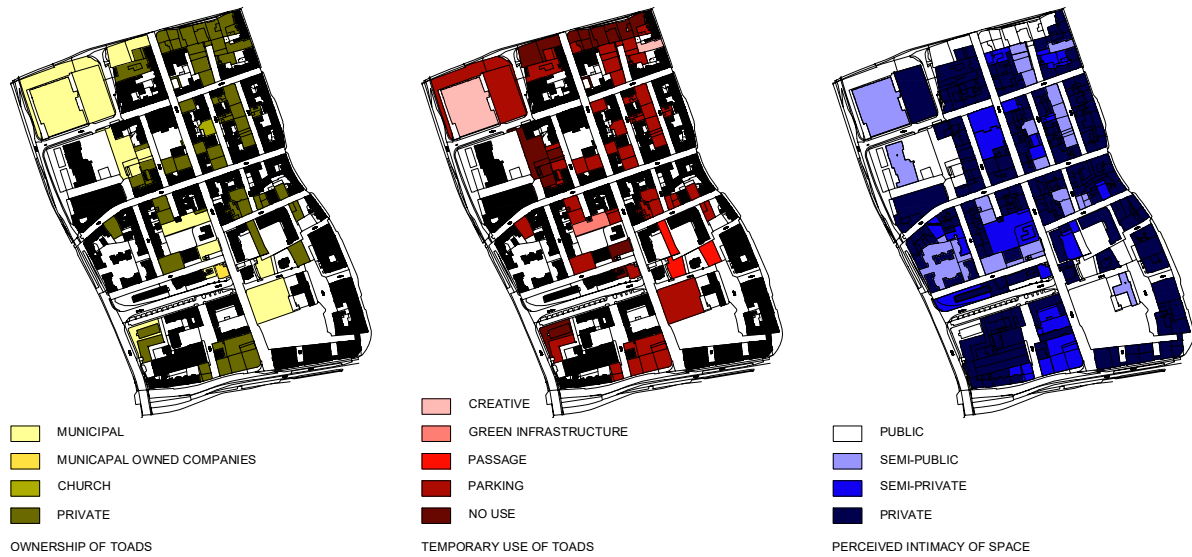 MUNICIPAL
MUNICAPAL OWNED COMPANIES
CHURCH
PRIVATE
OWNERSHIP OF TOADS
CREATIVE
GREEN INFRASTRUCTURE
PASSAGE
PARKING
NO USE
TEMPORARY USE OF TOADS
PUBLIC
SEMI-PUBLIC
SEMI-PRIVATE
PRIVATE
PERCEIVED INTIMACY OF SPACE